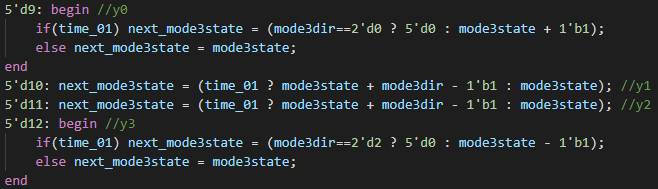 5'd9: begin //y0
    if(time_01) next_mode3state = (mode3dir==2'd0 ? 5'd0 : mode3state + 1'b1);
    else next_mode3state = mode3state;
end
5'd10: next_mode3state = (time_01 ? mode3state + mode3dir - 1'b1 : mode3state); //y1
5'd11: next_mode3state = (time_01 ? mode3state + mode3dir - 1'b1 : mode3state); //y2
5'd12: begin //y3
    if(time_01) next_mode3state = (mode3dir==2'd2 ? 5'd0 : mode3state - 1'b1);
    else next_mode3state = mode3state;
end